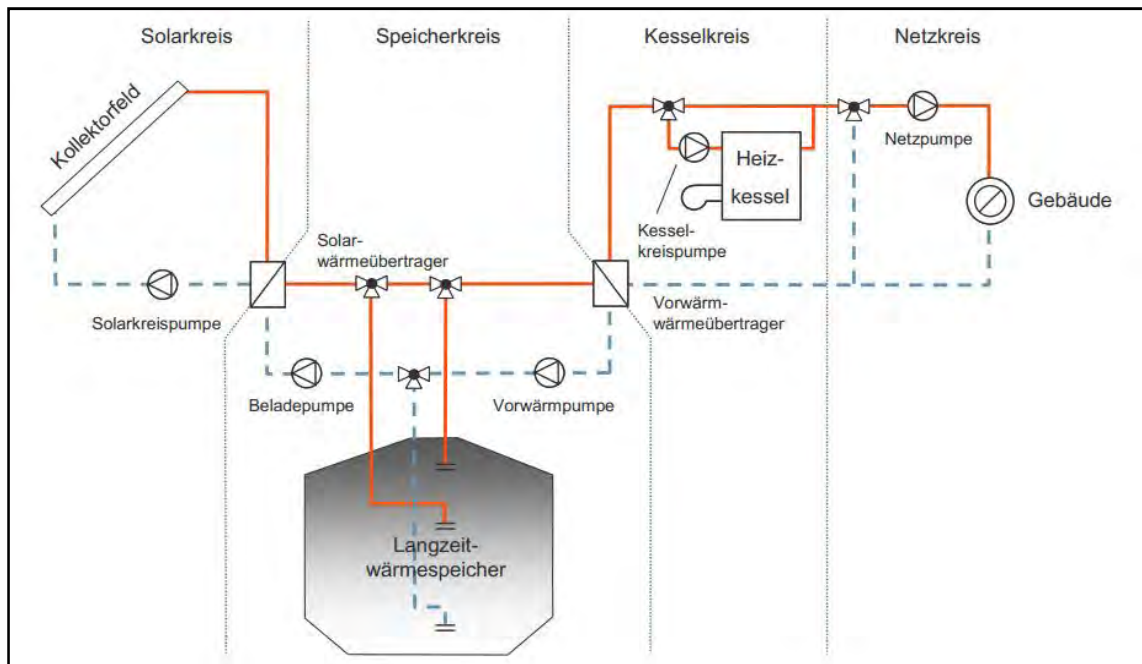 Solarkreis
Speicherkreis
Kesselkreis
Netzkreis
Kollektorfeld
Netzpumpe
Heiz-
kessel
Gebäude
Kessel-
kreispumpe
Solar-
wärmeübertrager
Vorwärm-
wärmeübertrager
Solarkreispumpe
Beladepumpe
Vorwärmpumpe
Langzeit-
wärmespeicher